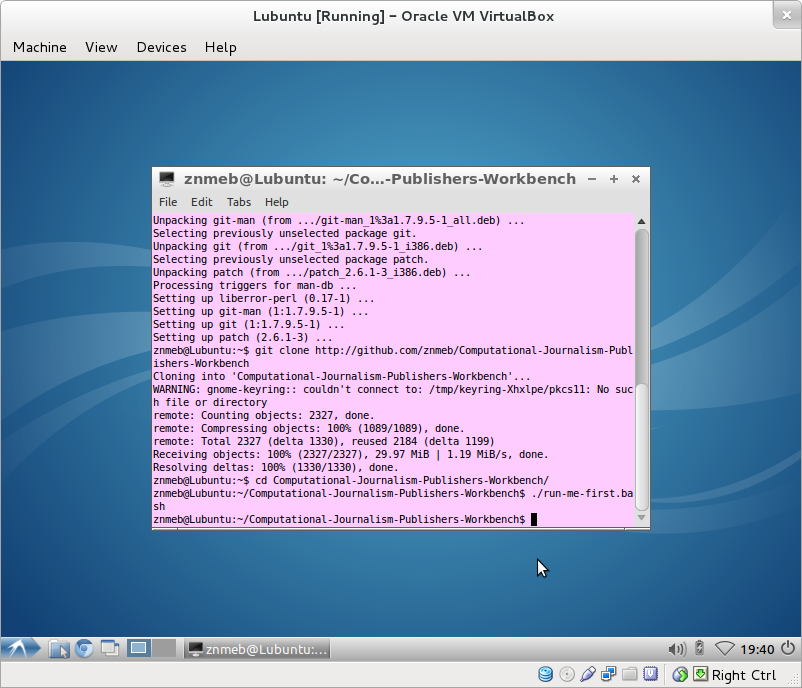 Lubuntu [Running] – Oracle VM VirtualBox
Machine View Devices Help
znmeb@Lubuntu: ~/Co...-Publishers-Workbench
File Edit Tabs Help
Unpacking git-man (from .../git-man_1%3a1.7.9.5-1_all.deb) ...
Selecting previously unselected package git.
Unpacking git (from .../git_1%3a1.7.9.5-1_i386.deb) ...
Selecting previously unselected package patch.
Unpacking patch (from .../patch_2.6.1-3_i386.deb) ...
Processing triggers for man-db ...
Setting up liberror-perl (0.17-1) ...
Setting up git-man (1:1.7.9.5-1) ...
Setting up git (1:1.7.9.5-1) ...
Setting up patch (2.6.1-3) ...
znmeb@Lubuntu:~$ git clone http://github.com/znmeb/Computational-Journalism-Publ
ishers-Workbench
Cloning into 'Computational-Journalism-Publishers-Workbench'...
WARNING: gnome-keyring:: couldn't connect to: /tmp/keyring-Xhxlpe/pkcs11: No suc
h file or directory
remote: Counting objects: 2327, done.
remote: Compressing objects: 100% (1089/1089), done.
remote: Total 2327 (delta 1330), reused 2184 (delta 1199)
Receiving objects: 100% (2327/2327), 29.97 MiB | 1.19 MiB/s, done.
Resolving deltas: 100% (1330/1330), done.
znmeb@Lubuntu:~$ cd Computational-Journalism-Publishers-Workbench/
znmeb@Lubuntu:~/Computational-Journalism-Publishers-Workbench$ ./run-me-first.ba
sh
znmeb@Lubuntu:~/Computational-Journalism-Publishers-Workbench$
znmeb@Lubuntu:... 19:40
Right Ctrl